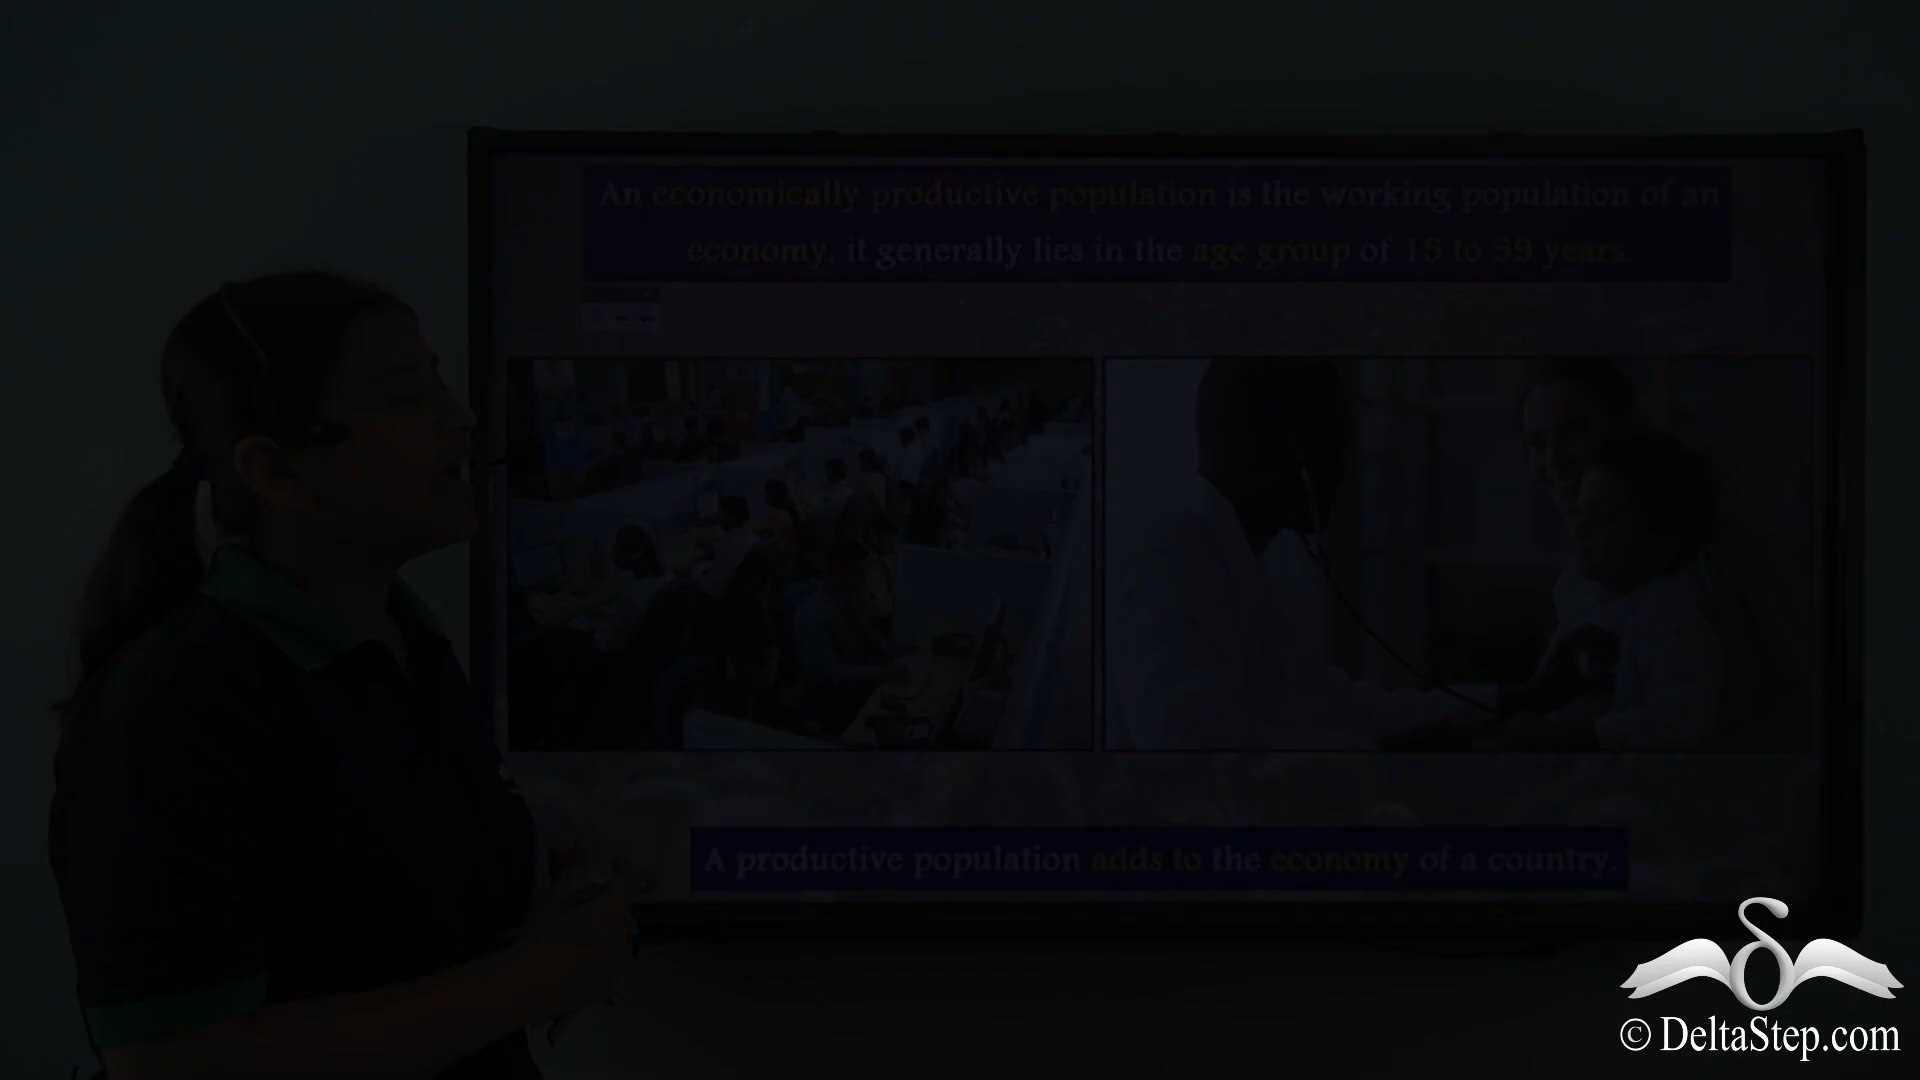 An economically productive population is the working population of an
economy, it generally lies in the age group of 15 to 59 years.
A productive population adds to the economy of a country.
© DeltaStep.com